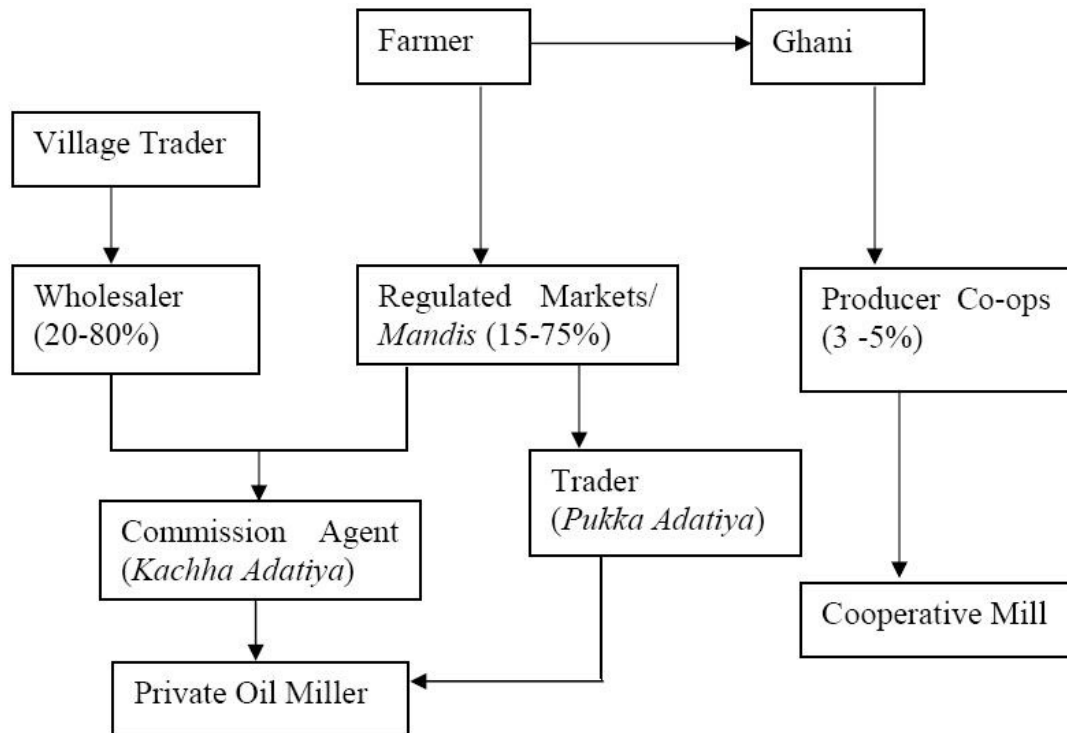 Farmer
Ghani
Village Trader
Wholesaler
(20-80%)
Regulated Markets/
Mandis (15-75%)
Producer Co-ops
(3 -5%)
Trader
(Pukka Adatiya)
Commission Agent
(Kachha Adatiya)
Cooperative Mill
Private Oil Miller